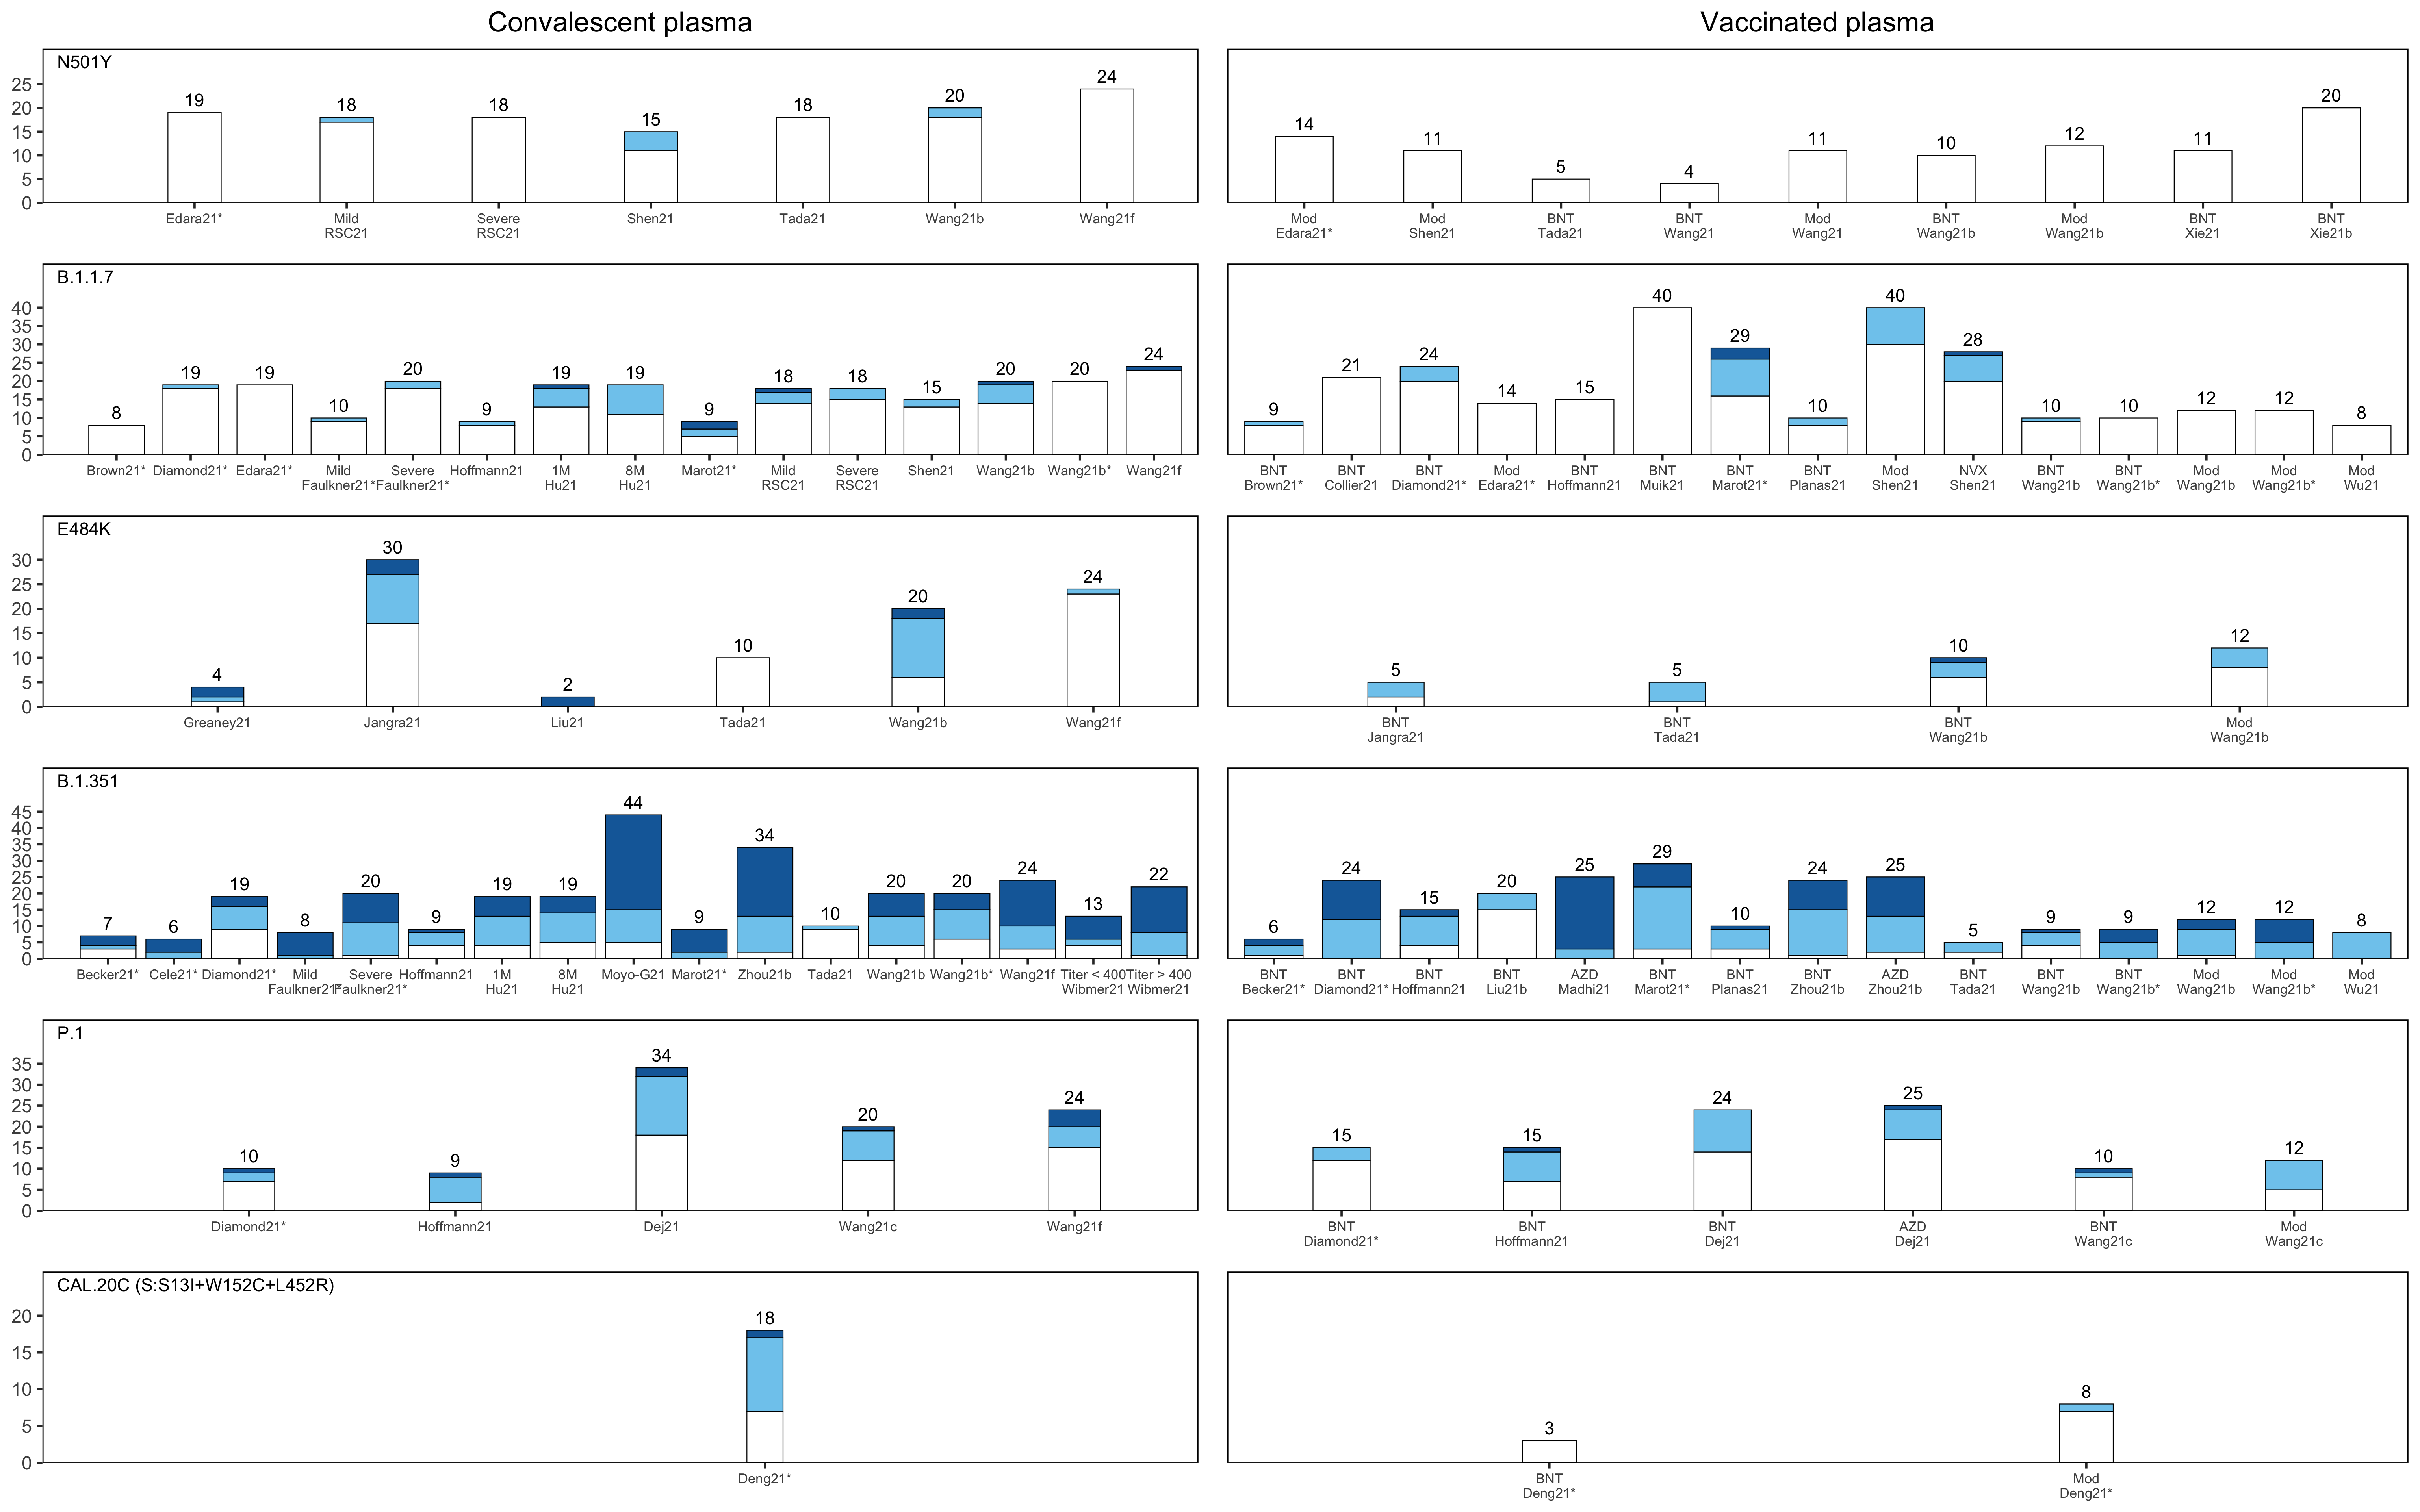 Convalescent plasma
Vaccinated plasma
N501Y
25
20
15
10
5
0
19 18 18 15 18 20 24
Edara21* Mild Severe Shen21 Tada21 Wang21b Wang21f
RSC21 RSC21
14 11 5 4 11 10 12 11 20
Mod Mod BNT BNT Mod BNT Mod BNT BNT
Edara21* Shen21 Tada21 Wang21 Wang21 Wang21b Wang21b Xie21 Xie21b
B.1.1.7
40
35
30
25
20
15
10
5
0
8 19 19 10 20 9 19 19 9 18 18 15 20 20 24
Brown21* Diamond21* Edara21* Mild Severe Hoffmann21 1M 8M Marot21* Mild Severe Shen21 Wang21b Wang21b* Wang21f
Faulkner21* Faulkner21* Hu21 Hu21 RSC21 RSC21
9 21 24 14 15 40 29 10 40 28 10 10 12 12 8
BNT BNT BNT Mod BNT BNT BNT BNT Mod NVX BNT BNT Mod Mod Mod
Brown21* Collier21 Diamond21* Edara21* Hoffmann21 Muik21 Marot21* Planas21 Shen21 Shen21 Wang21b Wang21b* Wang21b Wang21b* Wu21
E484K
30
25
20
15
10
5
0
4 30 2 10 20 24
Greaney21 Jangra21 Liu21 Tada21 Wang21b Wang21f
5 5 10 12
BNT BNT BNT Mod
Jangra21 Tada21 Wang21b Wang21b
B.1.351
45
40
35
30
25
20
15
10
5
0
7 6 19 8 20 9 19 19 44 9 34 10 20 20 24 13 22
Becker21* Cele21* Diamond21* Mild Severe Hoffmann21 1M 8M Moyo-G21 Marot21* Zhou21b Tada21 Wang21b Wang21b* Wang21f Titer < 400 Titer > 400
Faulkner21* Faulkner21* Hu21 Hu21 Wibmer21 Wibmer21
6 24 15 20 25 29 10 24 25 5 9 9 12 12 8
BNT BNT BNT BNT AZD BNT BNT BNT AZD BNT BNT BNT Mod Mod Mod
Becker21* Diamond21* Hoffmann21 Liu21b Madhi21 Marot21* Planas21 Zhou21b Zhou21b Tada21 Wang21b Wang21b* Wang21b Wang21b* Wu21
P.1
35
30
25
20
15
10
5
0
10 9 34 20 24
Diamond21* Hoffmann21 Dej21 Wang21c Wang21f
15 15 24 25 10 12
BNT BNT BNT AZD BNT Mod
Diamond21* Hoffmann21 Dej21 Dej21 Wang21c Wang21c
CAL.20C (S:S13I+W152C+L452R)
20
15
10
5
0
18
Deng21*
3 8
BNT Mod
Deng21* Deng21*